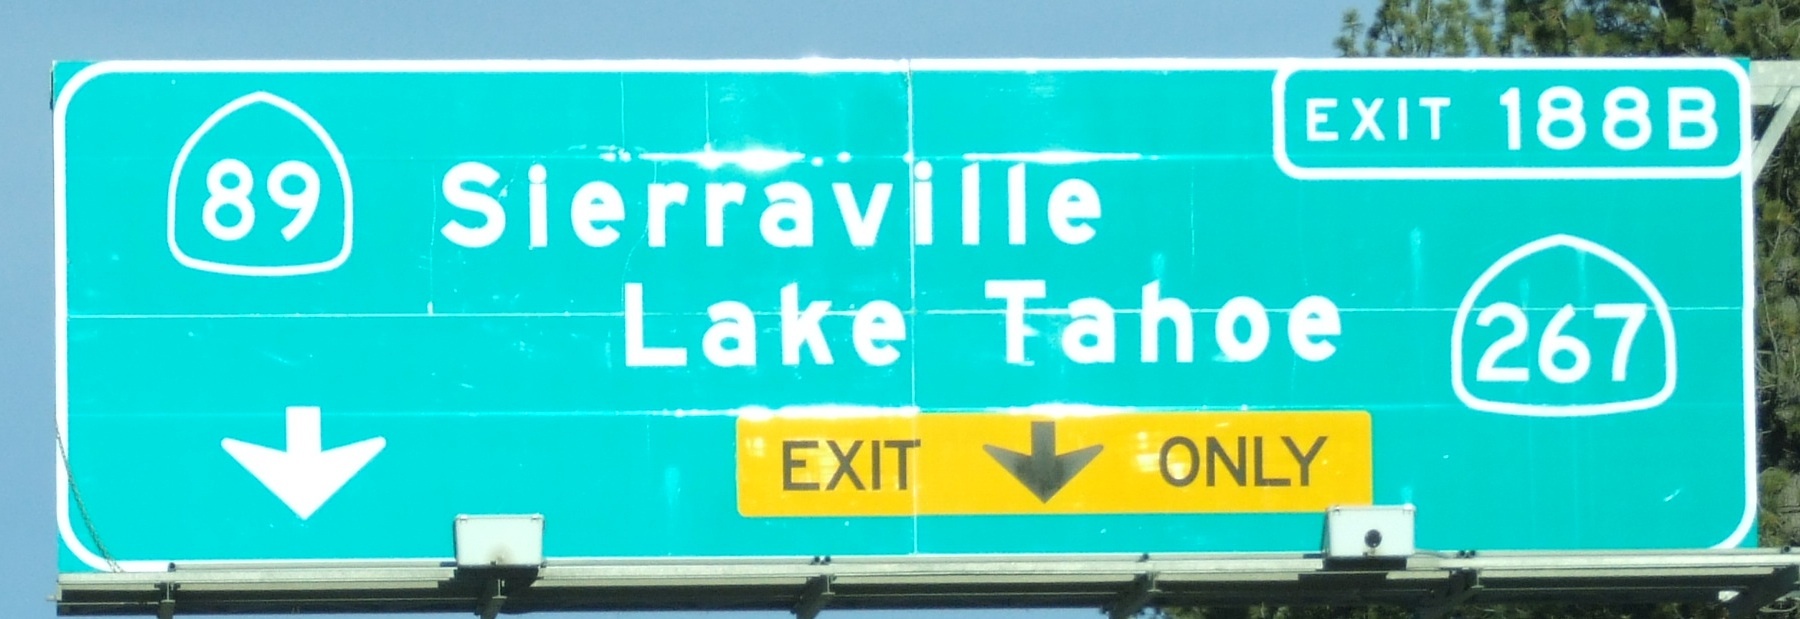 EXIT 188B
89 Sierraville
Lake Tahoe 267
EXIT ONLY